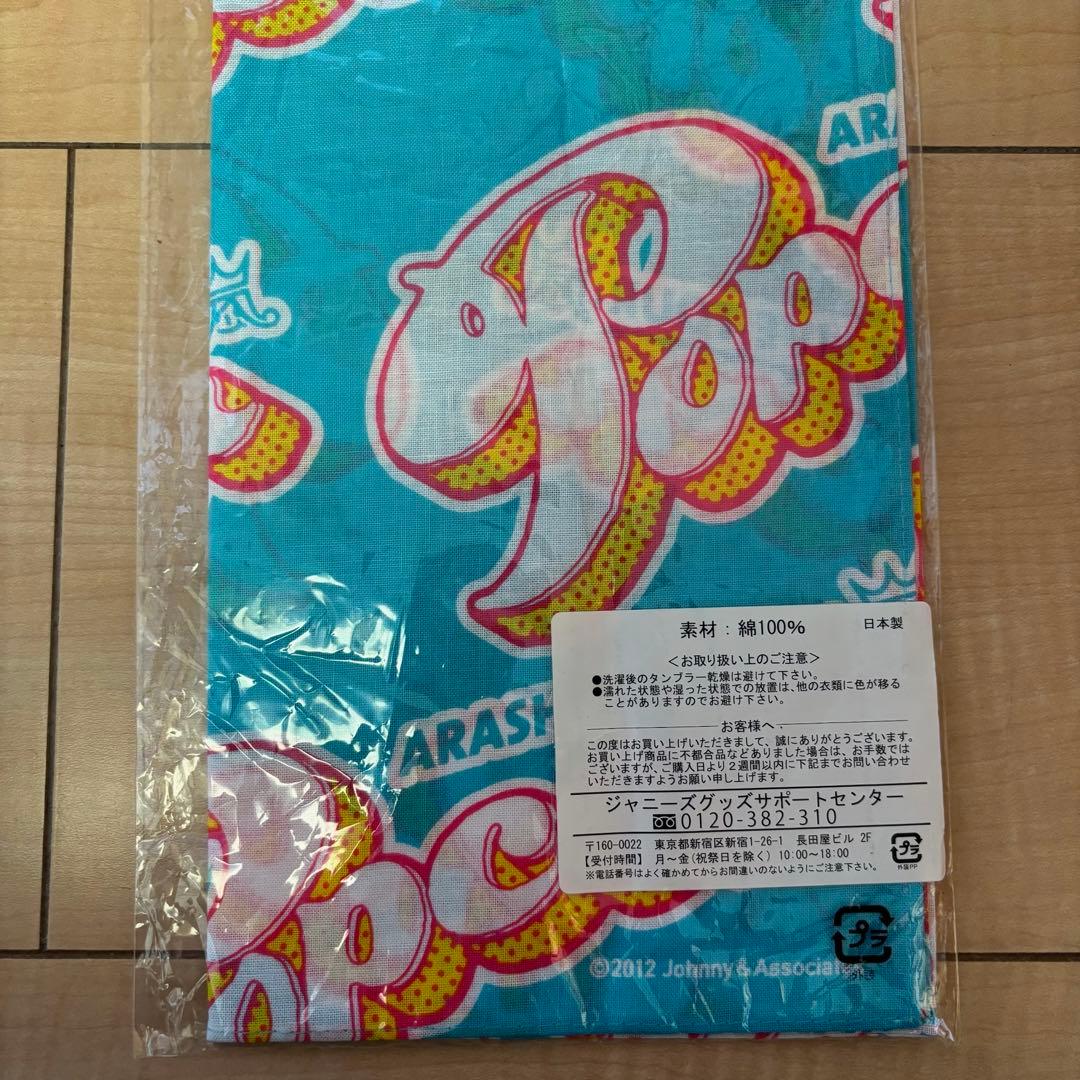 ARA
嵐
Pop
ARASH
Popc
素材：綿100%
日本製
＜お取り扱い上のご注意＞
●洗濯後のタンブラー乾燥は避けて下さい。
●濡れた状態や湿った状態での放置は、他の衣類に色が移る
ことがありますのでお避け下さい。
お客様へ
この度はお買い上げいただきまして、誠にありがとうございます。
お買い上げ商品に不都合品などありました場合は、お手数では
ございますが、ご購入日より2週間以内に下記までお問い合わせ
いただきますようお願い申し上げます。
ジャニーズグッズサポートセンター
0120-382-310
〒160-0022 東京都新宿区新宿1-26-1 長田屋ビル 2F
【受付時間】 月～金（祝祭日を除く）10:00～18:00
※電話番号はよく確かめてからお間違いのないようにご注意下さい。
プラ
外装PP
プラ
©2012 Johnny & Associa